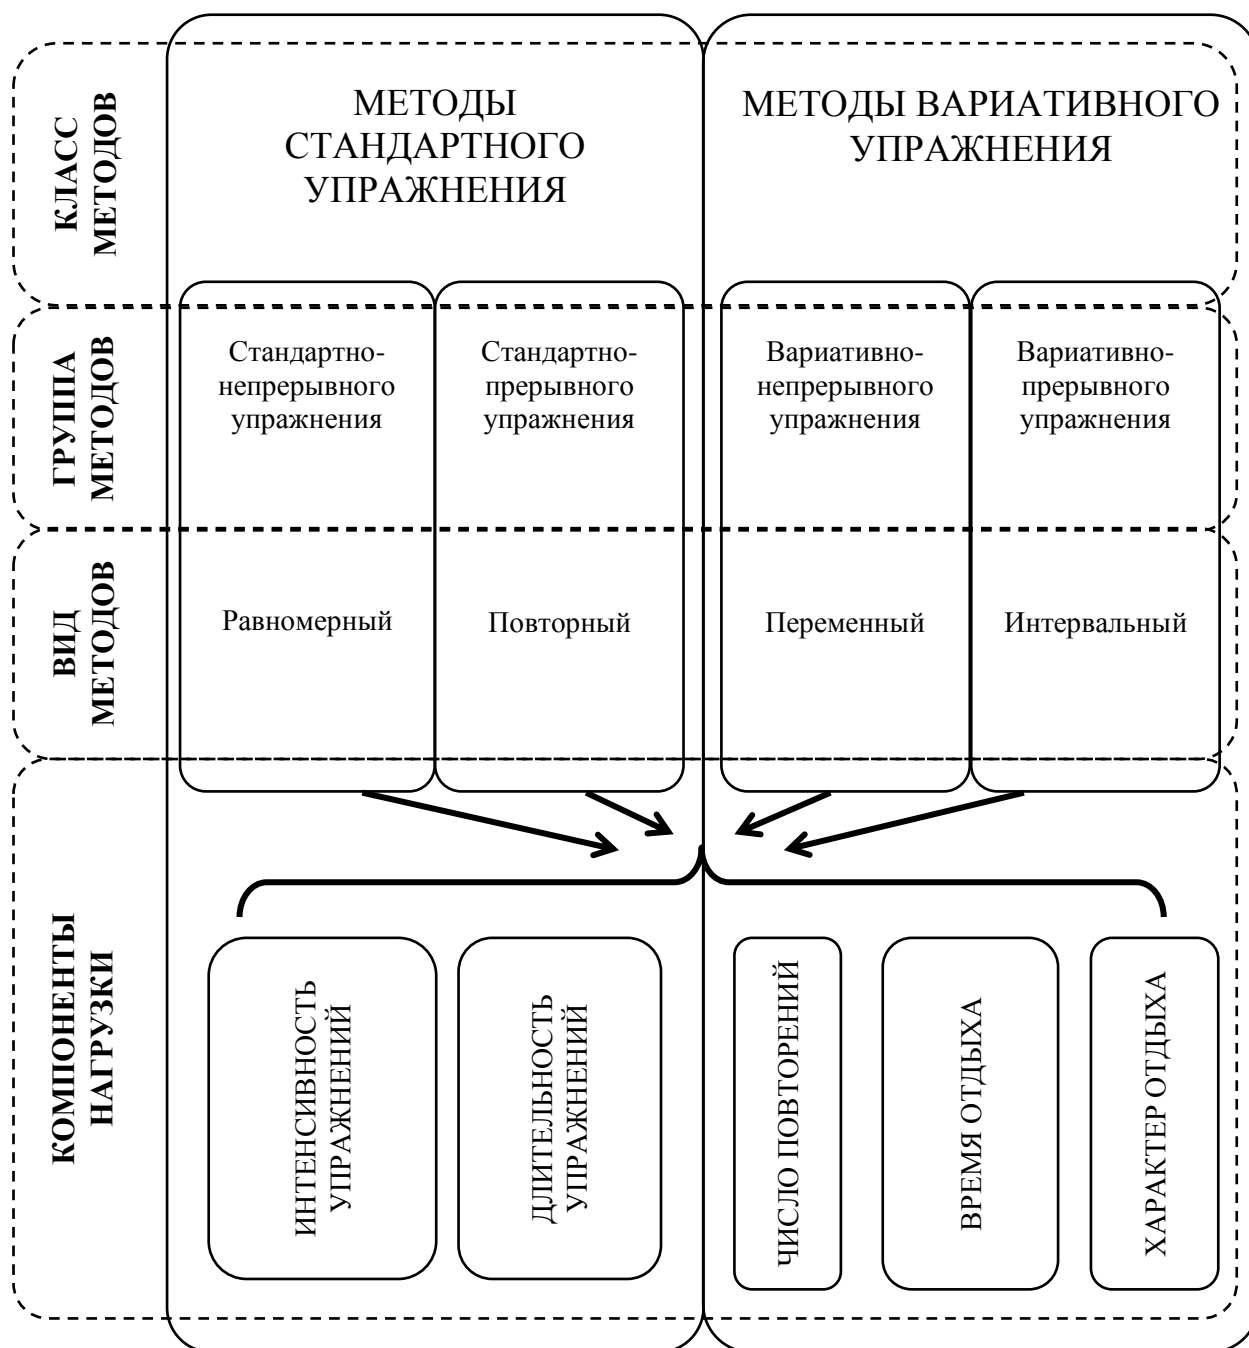 КЛАСС
МЕТОДОВ
МЕТОДЫ
СТАНДАРТНОГО
УПРАЖНЕНИЯ
МЕТОДЫ ВАРИАТИВНОГО
УПРАЖНЕНИЯ
ГРУППА
МЕТОДОВ
Стандартно-
непрерывного
упражнения
Стандартно-
прерывного
упражнения
Вариативно-
непрерывного
упражнения
Вариативно-
прерывного
упражнения
ВИД
МЕТОДОВ
Равномерный
Повторный
Переменный
Интервальный
КОМПОНЕНТЫ
НАГРУЗКИ
ИНТЕНСИВНОСТЬ
УПРАЖНЕНИЙ
ДЛИТЕЛЬНОСТЬ
УПРАЖНЕНИЙ
ЧИСЛО ПОВТОРЕНИЙ
ВРЕМЯ ОТДЫХА
ХАРАКТЕР ОТДЫХА